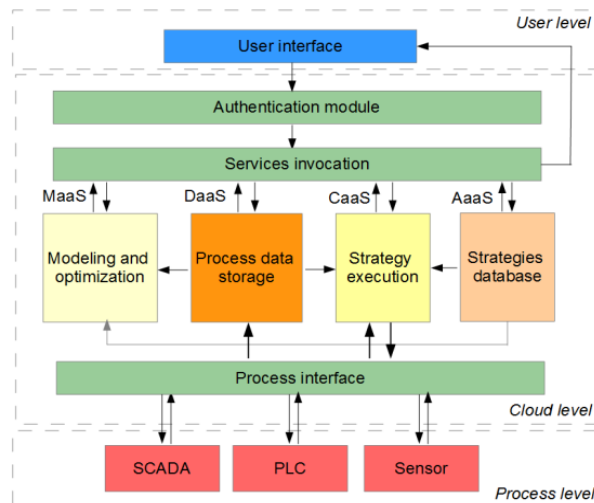 User level
User interface
Authentication module
Services invocation
MaaS
DaaS
CaaS
AaaS
Modeling and
optimization
Process data
storage
Strategy
execution
Strategies
database
Process interface
Cloud level
SCADA
PLC
Sensor
Process level